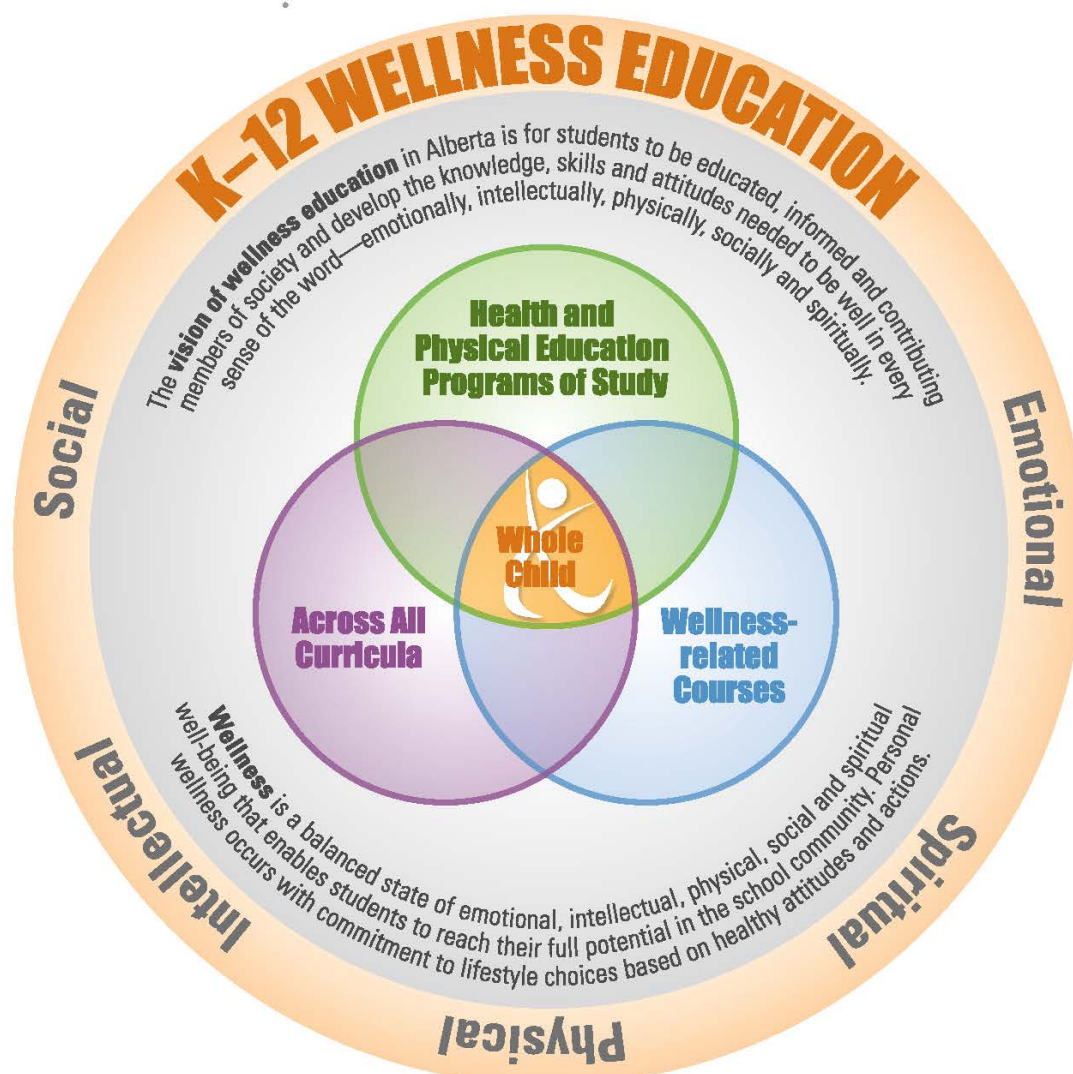 K–12 WELLNESS EDUCATION
The vision of wellness education in Alberta is for students to be educated, informed and contributing
members of society and develop the knowledge, skills and attitudes needed to be well in every
sense of the word—emotionally, intellectually, physically, socially and spiritually.
Health and
Physical Education
Programs of Study
Whole
Child
Across All
Curricula
Wellness-
related
Courses
Wellness is a balanced state of emotional, intellectual, physical, social and spiritual
well-being that enables students to reach their full potential in the school community. Personal
wellness occurs with commitment to lifestyle choices based on healthy attitudes and actions.
Social
Emotional
Intellectual
Spiritual
Physical